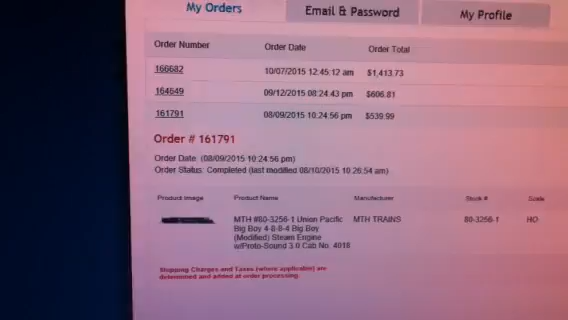 My Orders Email & Password My Profile
Order Number Order Date Order Total
166682 10/07/2015 12:45:12 am $1,413.73
164649 09/12/2015 08:24:43 pm $606.81
161791 08/09/2015 10:24:56 pm $539.99
Order # 161791
Order Date: (08/09/2015 10:24:56 pm)
Order Status: Completed (last modified 08/10/2015 10:26:54 am)
Product Image Product Name Manufacturer Stock # Scale
MTH #80-3256-1 Union Pacific MTH TRAINS 80-3256-1 HO
Big Boy 4-8-8-4 Big Boy
(Modified) Steam Engine
w/Proto-Sound 3.0 Cab No. 4018
Shipping Charges and Taxes (where applicable) are
determined and added at order processing.